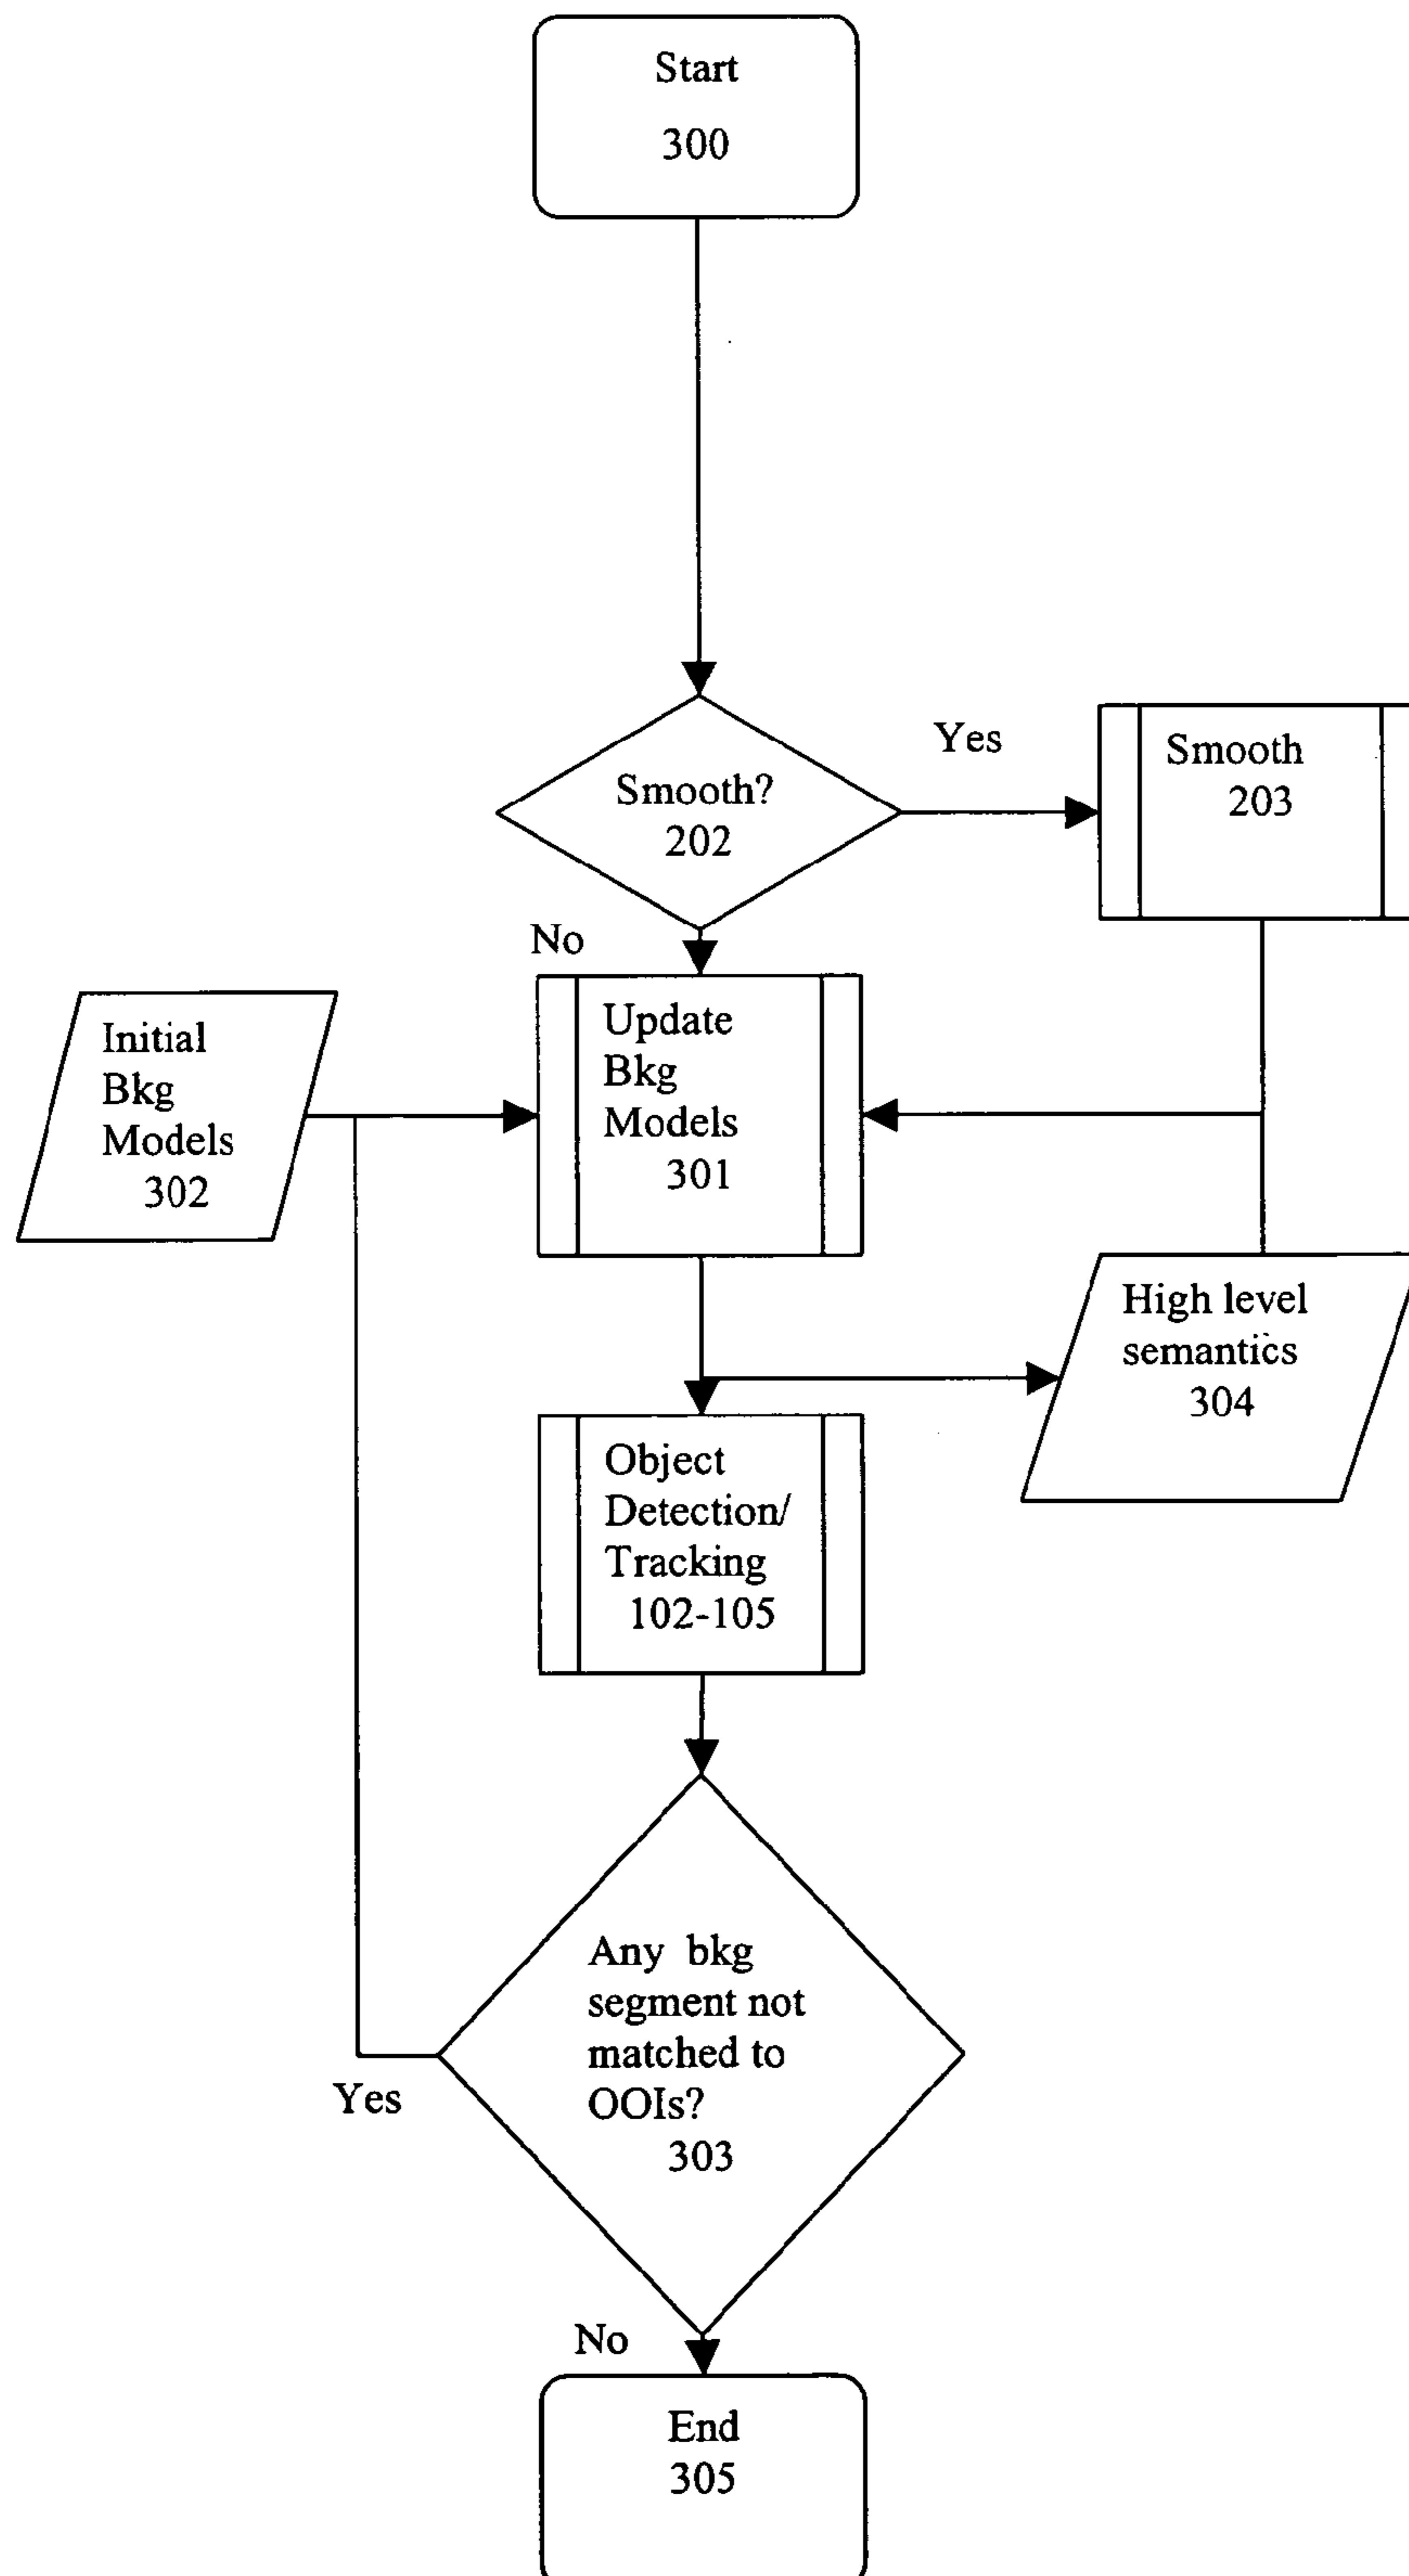 Start
300
Smooth?
202
Yes
Smooth
203
No
Update
Bkg
Models
301
Initial
Bkg
Models
302
High level
semantics
304
Object
Detection/
Tracking
102-105
Any bkg
segment not
matched to
OOIs?
303
Yes
No
End
305